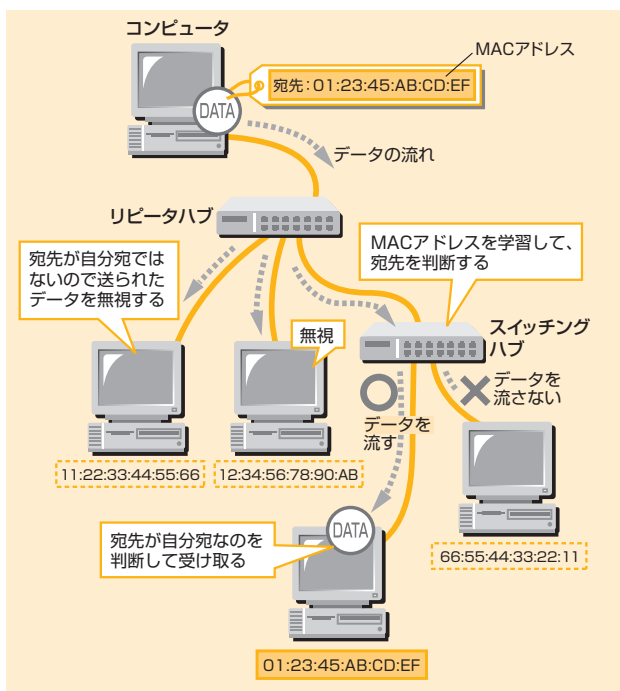 コンピュータ
MACアドレス
宛先：01:23:45:AB:CD:EF
DATA
データの流れ
リピータハブ
宛先が自分宛では
ないので送られた
データを無視する
MACアドレスを学習して、
宛先を判断する
無視
スイッチング
ハブ
データを
流さない
データを
流す
11:22:33:44:55:66
12:34:56:78:90:AB
DATA
宛先が自分宛なのを
判断して受け取る
66:55:44:33:22:11
01:23:45:AB:CD:EF